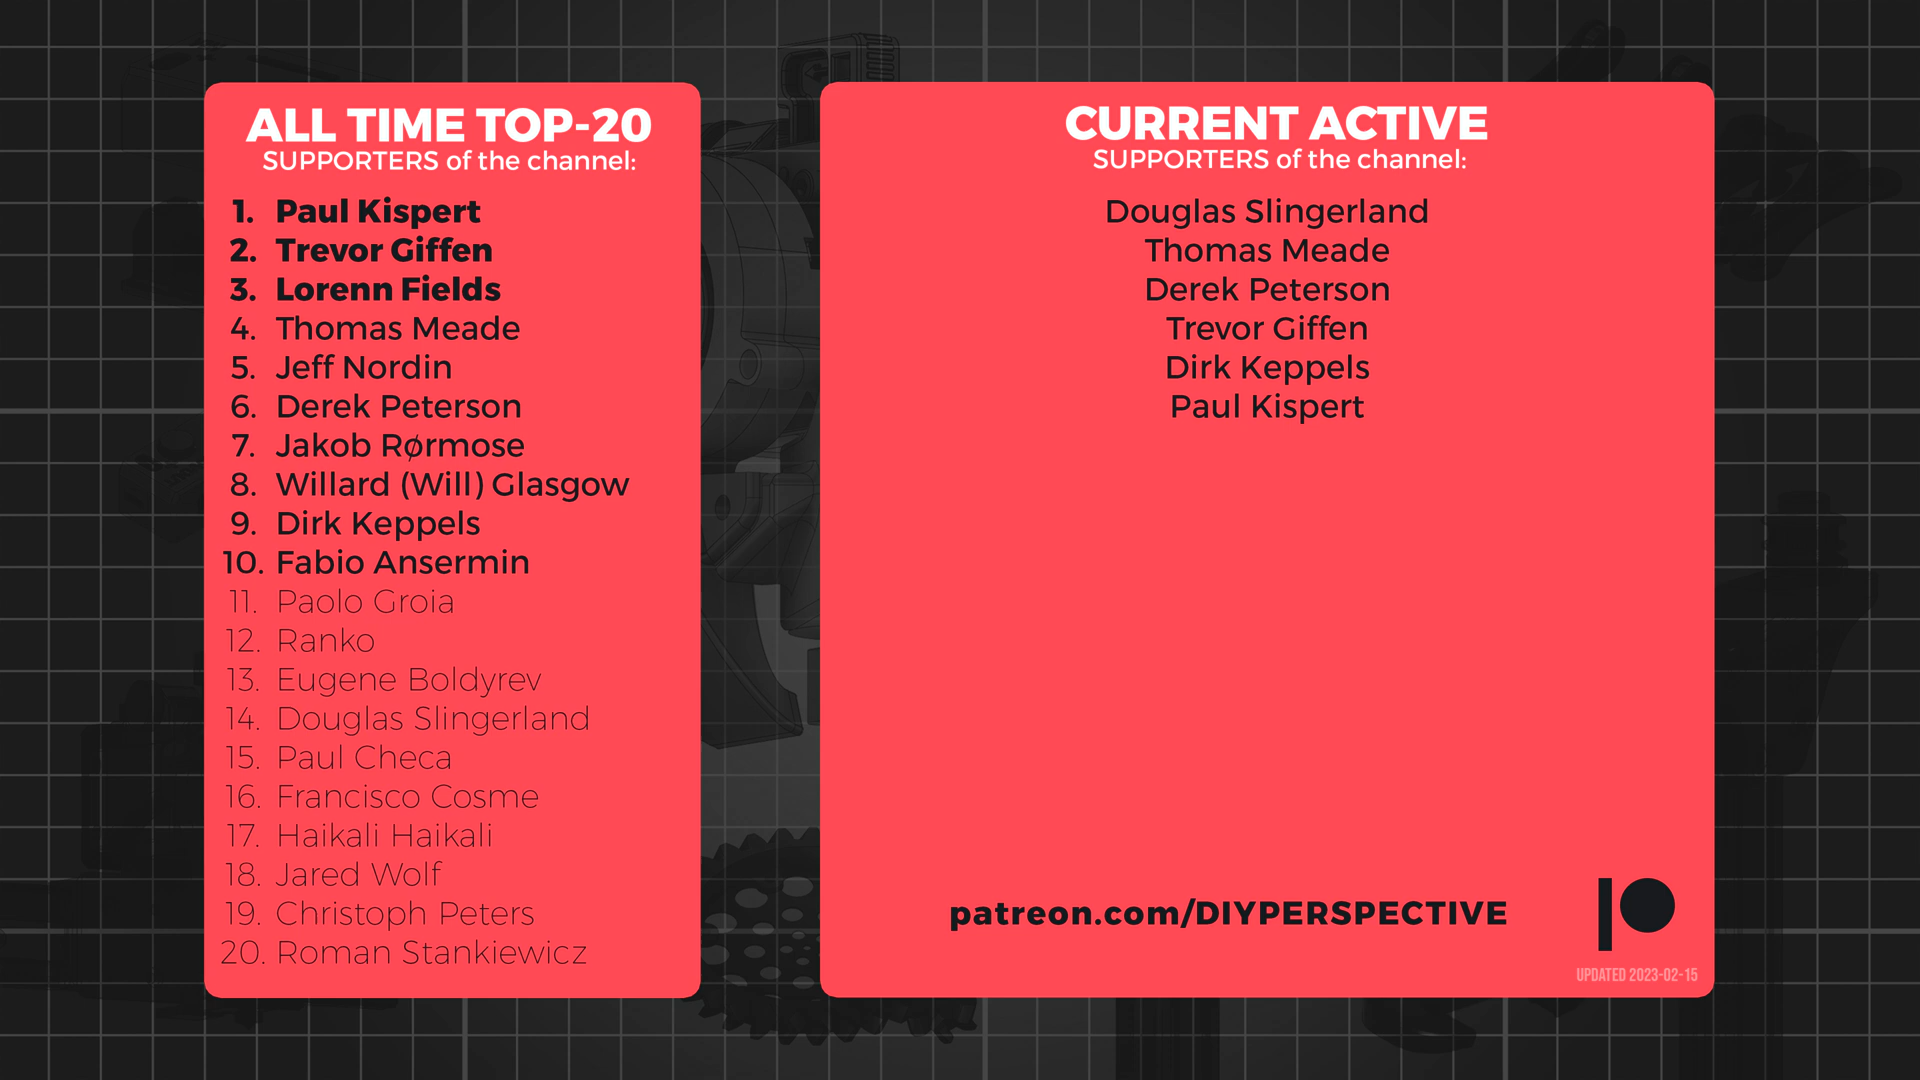 ALL TIME TOP-20
SUPPORTERS of the channel:
1. Paul Kispert
2. Trevor Giffen
3. Lorenn Fields
4. Thomas Meade
5. Jeff Nordin
6. Derek Peterson
7. Jakob Rørmose
8. Willard (Will) Glasgow
9. Dirk Keppels
10. Fabio Ansermin
11. Paolo Groia
12. Ranko
13. Eugene Boldyrev
14. Douglas Slingerland
15. Paul Checa
16. Francisco Cosme
17. Haikali Haikali
18. Jared Wolf
19. Christoph Peters
20. Roman Stankiewicz
CURRENT ACTIVE
SUPPORTERS of the channel:
Douglas Slingerland
Thomas Meade
Derek Peterson
Trevor Giffen
Dirk Keppels
Paul Kispert
patreon.com/DIYPERSPECTIVE
UPDATED 2023-02-15